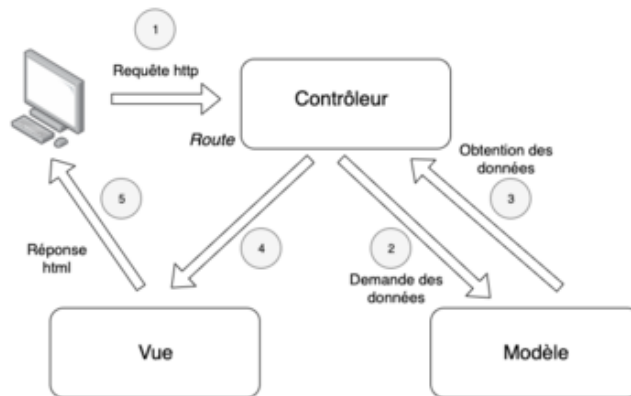 1
Requête http
Contrôleur
Route
Obtention des
données
3
5
4
2
Réponse
html
Demande des
données
Vue
Modèle